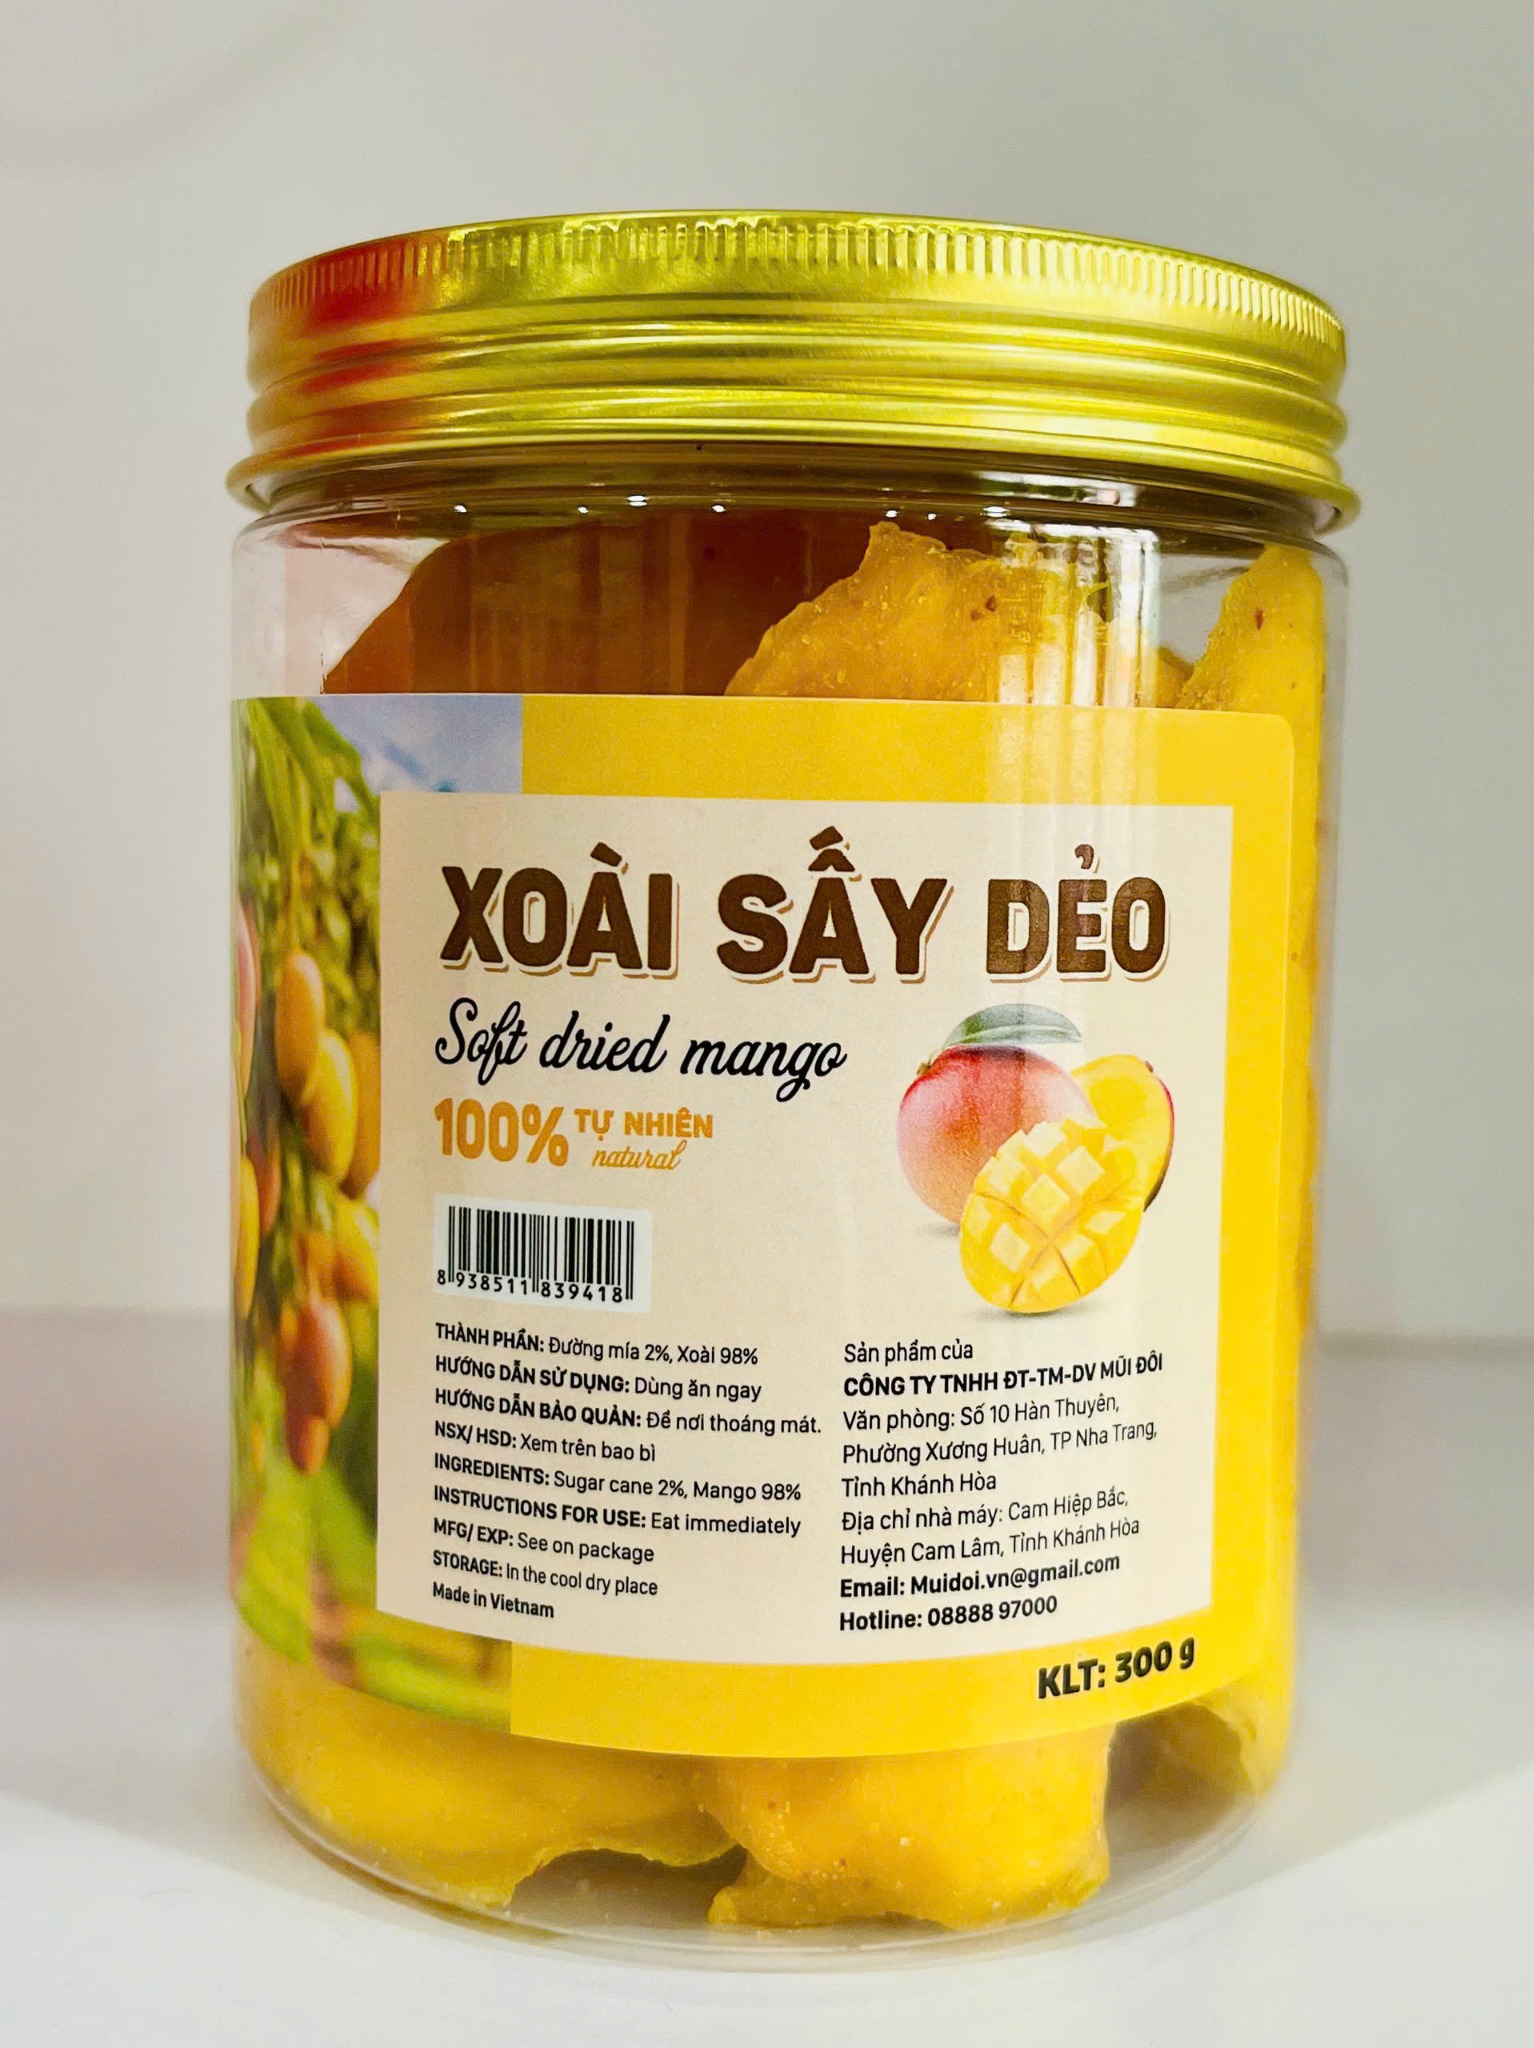 XOÀI SẤY DẺO
Soft dried mango
100% TỰ NHIÊN
natural
8 938511 839418
THÀNH PHẦN: Đường mía 2%, Xoài 98%
HƯỚNG DẪN SỬ DỤNG: Dùng ăn ngay
HƯỚNG DẪN BẢO QUẢN: Để nơi thoáng mát.
NSX/ HSD: Xem trên bao bì
INGREDIENTS: Sugar cane 2%, Mango 98%
INSTRUCTIONS FOR USE: Eat immediately
MFG/ EXP: See on package
STORAGE: In the cool dry place
Made in Vietnam
Sản phẩm của
CÔNG TY TNHH ĐT-TM-DV MŨI ĐÔI
Văn phòng: Số 10 Hàn Thuyên,
Phường Xương Huân, TP Nha Trang,
Tỉnh Khánh Hòa
Địa chỉ nhà máy: Cam Hiệp Bắc,
Huyện Cam Lâm, Tỉnh Khánh Hòa
Email: Muidoi.vn@gmail.com
Hotline: 08888 97000
KLT: 300 g